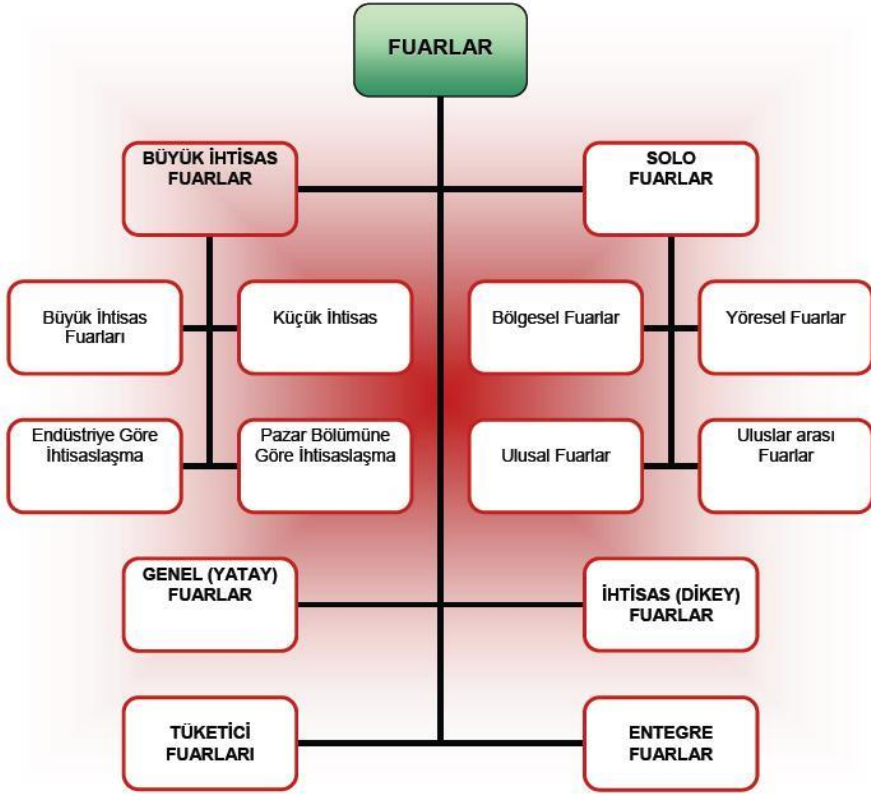 FUARLAR
BÜYÜK İHTİSAS
FUARLAR
SOLO
FUARLAR
Büyük İhtisas
Fuarları
Küçük İhtisas
Bölgesel Fuarlar
Yöresel Fuarlar
Endüstriye Göre
İhtisaslaşma
Pazar Bölümüne
Göre İhtisaslaşma
Ulusal Fuarlar
Uluslar arası
Fuarlar
GENEL (YATAY)
FUARLAR
İHTİSAS (DİKEY)
FUARLAR
TÜKETİCİ
FUARLARI
ENTEGRE
FUARLAR